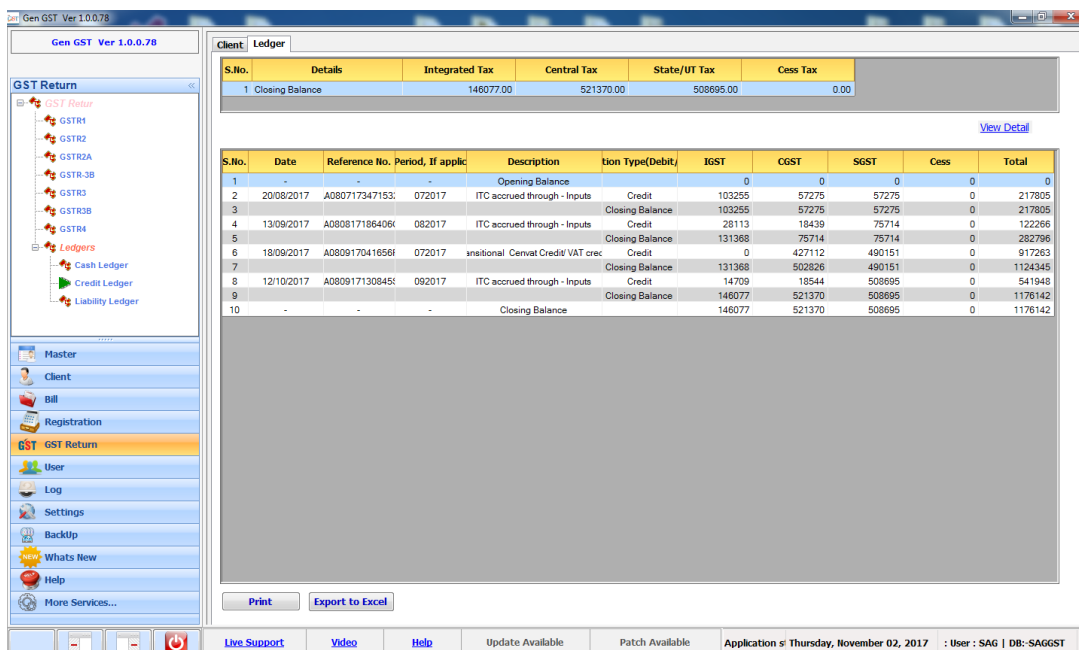 Gen GST Ver 1.0.0.78
Gen GST Ver 1.0.0.78
GST Return
GST Retur
GSTR1
GSTR2
GSTR2A
GSTR-3B
GSTR3
GSTR3B
GSTR4
Ledgers
Cash Ledger
Credit Ledger
Liability Ledger
Master
Client
Bill
Registration
GST GST Return
User
Log
Settings
BackUp
NEW Whats New
Help
More Services...
Client Ledger
S.No. Details Integrated Tax Central Tax State/UT Tax Cess Tax
1 Closing Balance 146077.00 521370.00 508695.00 0.00
View Detail
S.No. Date Reference No. Period, If applic Description tion Type(Debit/ IGST CGST SGST Cess Total
1 - - - Opening Balance 0 0 0 0 0
2 20/08/2017 A080717347153: 072017 ITC accrued through - Inputs Credit 103255 57275 57275 0 217805
3 Closing Balance 103255 57275 57275 0 217805
4 13/09/2017 A080817186406( 082017 ITC accrued through - Inputs Credit 28113 18439 75714 0 122266
5 Closing Balance 131368 75714 75714 0 282796
6 18/09/2017 A08091704165 072017 ansitional Cenvat Credit/ VAT crec Credit 0 427112 490151 0 917263
7 Closing Balance 131368 502826 490151 0 1124345
8 12/10/2017 A08091713084 092017 ITC accrued through - Inputs Credit 14709 18544 508695 0 541948
9 Closing Balance 146077 521370 508695 0 1176142
10 - - - Closing Balance 146077 521370 508695 0 1176142
Print Export to Excel
Live Support Video Help Update Available Patch Available Application s Thursday, November 02, 2017 : User : SAG | DB:-SAGGST